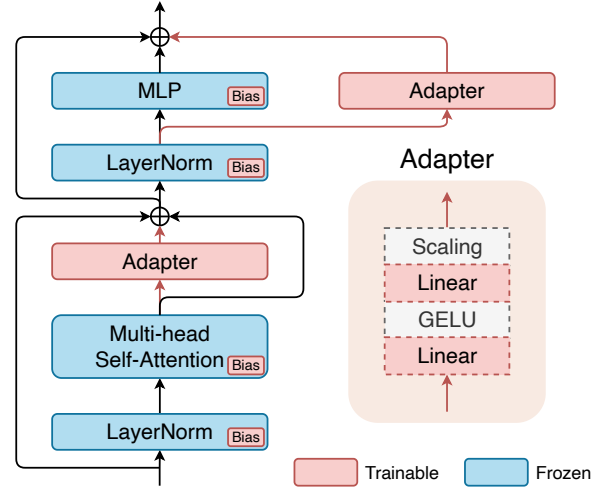 MLP
Bias
Adapter
LayerNorm
Bias
Adapter
Adapter
Scaling
Linear
GELU
Linear
Multi-head
Self-Attention
Bias
LayerNorm
Bias
Trainable
Frozen